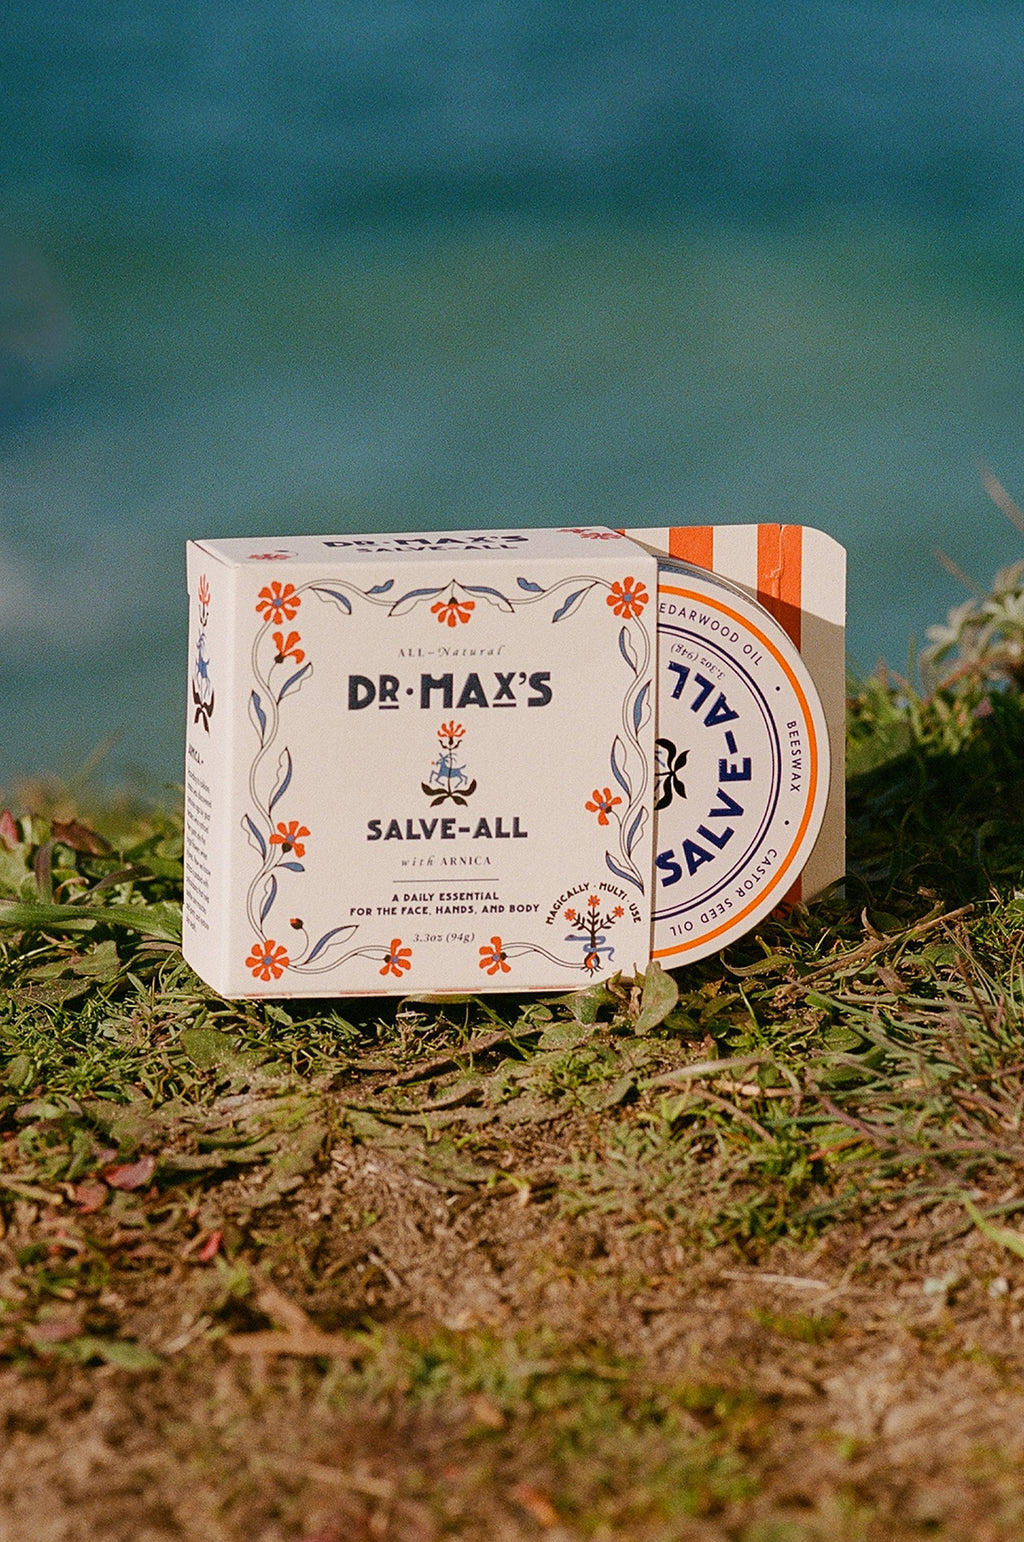 DR·MAX'S
SALVE-ALL
ALL-Natural
DR·MAX'S
SALVE-ALL
with ARNICA
A DAILY ESSENTIAL
FOR THE FACE, HANDS, AND BODY
3.3oz (94g)
MAGICALLY · MULTI · USE
EDARWOOD OIL · BEESWAX · CASTOR SEED OIL
3.3oz (94g)
SALVE-ALL